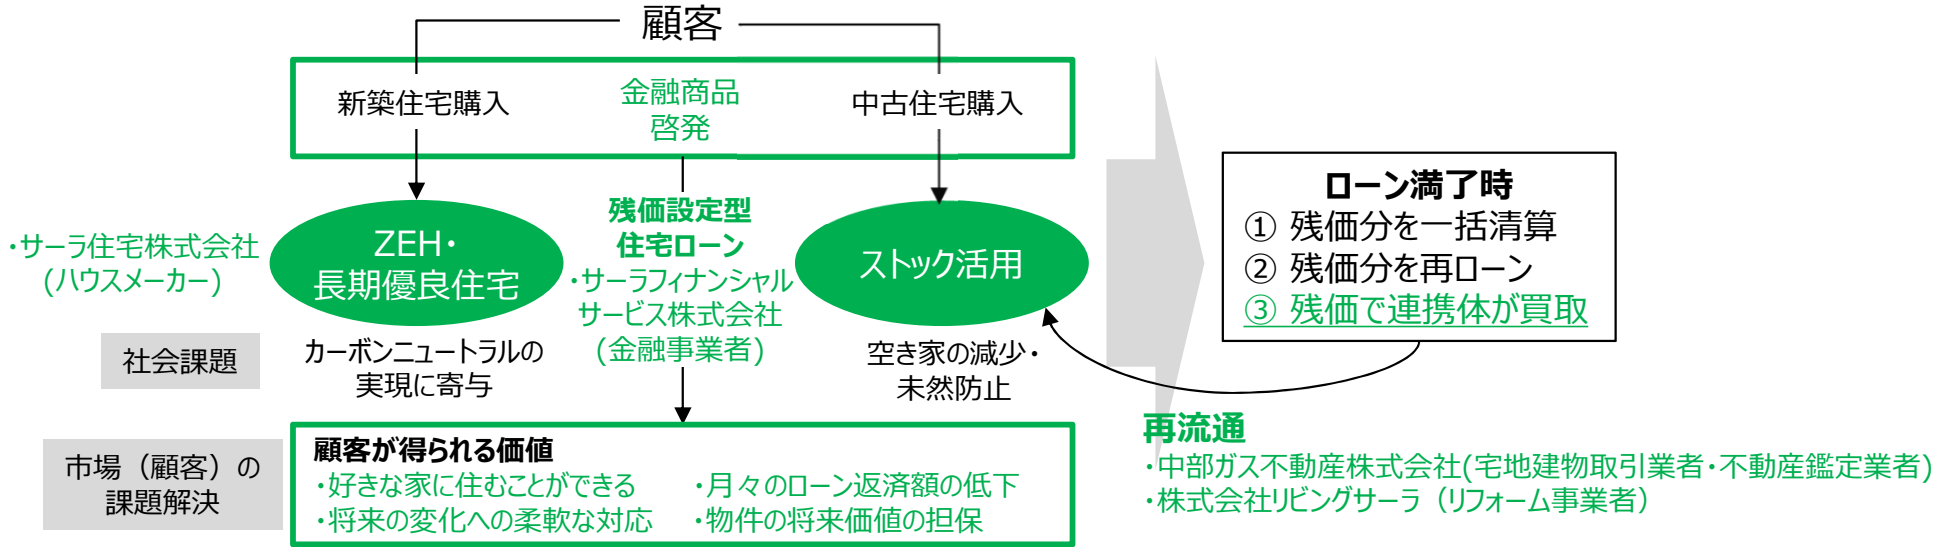 顧客
新築住宅購入
金融商品
啓発
中古住宅購入
・サーラ住宅株式会社
(ハウスメーカー)
ZEH・
長期優良住宅
残価設定型
住宅ローン
・サーラフィナンシャル
サービス株式会社
(金融事業者)
ストック活用
ローン満了時
① 残価分を一括清算
② 残価分を再ローン
③ 残価で連携体が買取
社会課題
カーボンニュートラルの
実現に寄与
空き家の減少・
未然防止
市場（顧客）の
課題解決
顧客が得られる価値
・好きな家に住むことができる
・月々のローン返済額の低下
・将来の変化への柔軟な対応
・物件の将来価値の担保
再流通
・中部ガス不動産株式会社(宅地建物取引業者・不動産鑑定業者)
・株式会社リビングサーラ（リフォーム事業者）